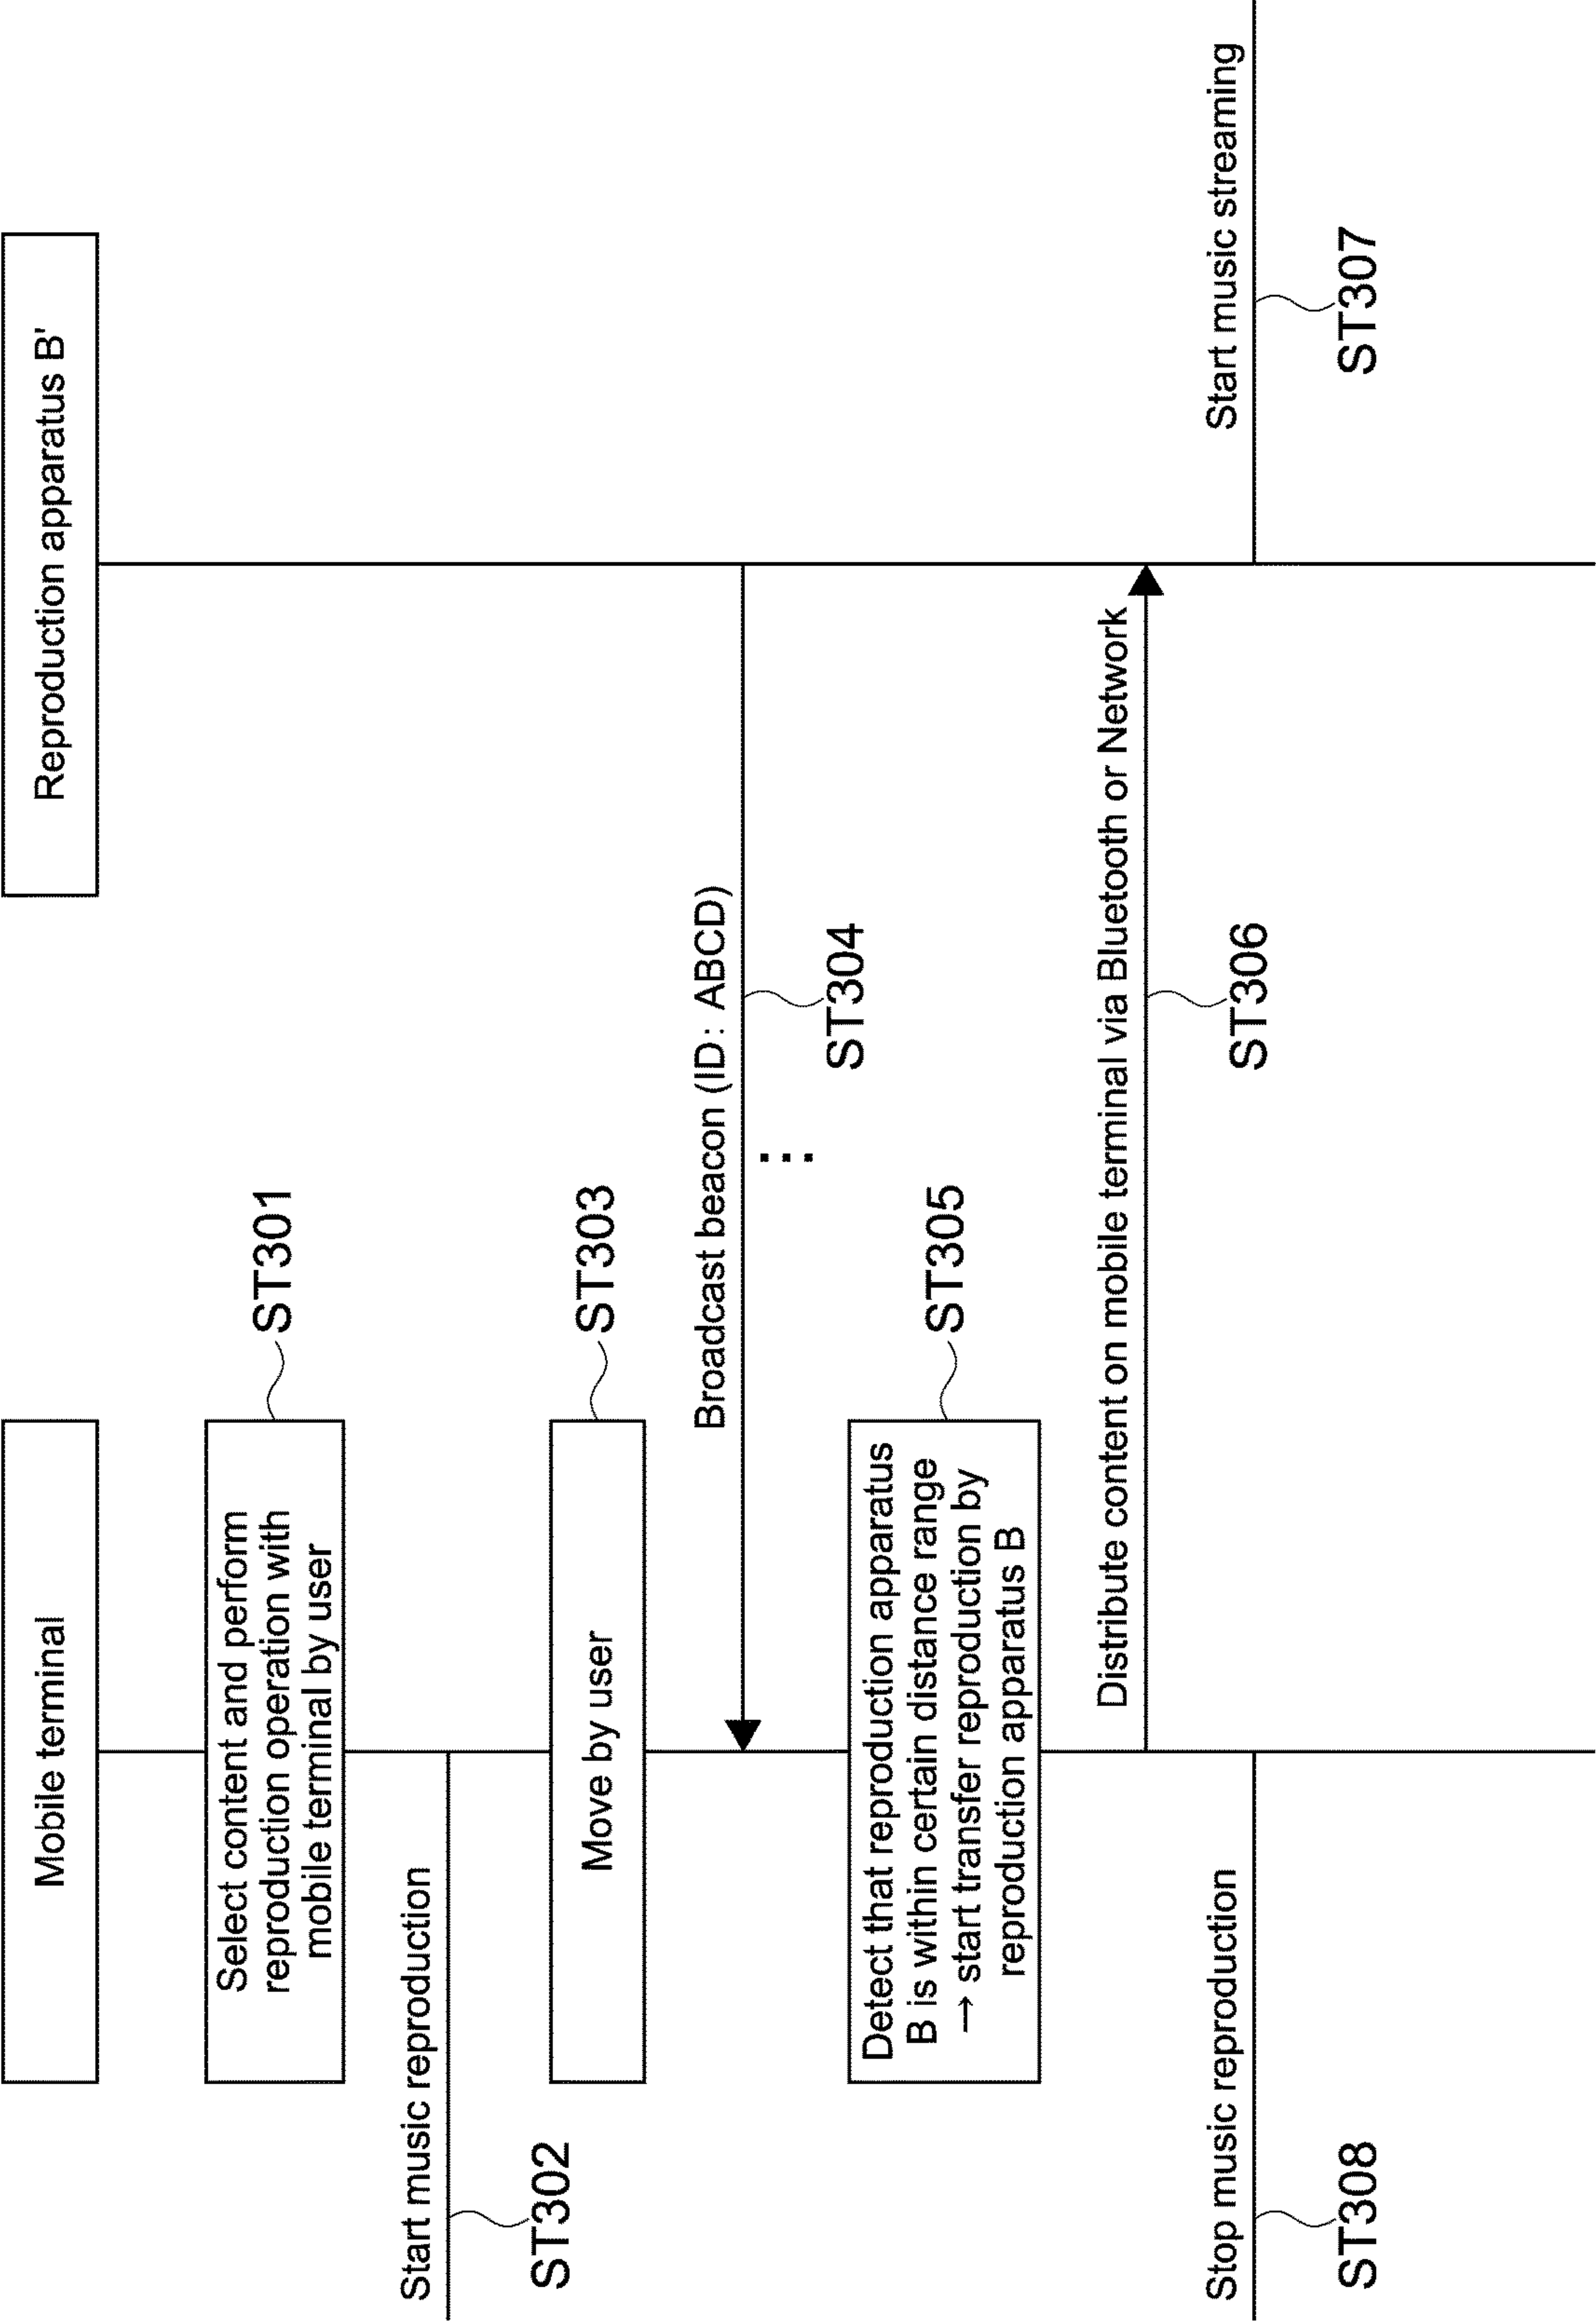 Mobile terminal
Reproduction apparatus B'
Select content and perform
reproduction operation with
mobile terminal by user
ST301
Start music reproduction
ST302
Move by user
ST303
Broadcast beacon (ID: ABCD)
ST304
...
Detect that reproduction apparatus
B is within certain distance range
→ start transfer reproduction by
reproduction apparatus B
ST305
Distribute content on mobile terminal via Bluetooth or Network
ST306
Start music streaming
ST307
Stop music reproduction
ST308